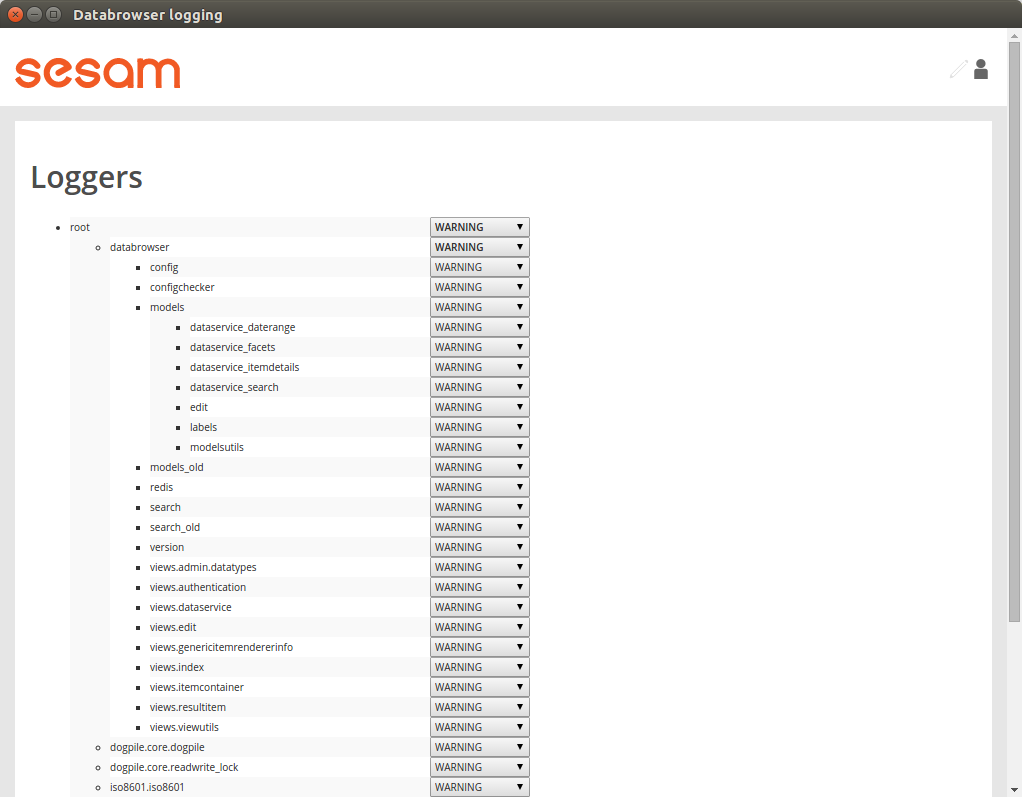 Databrowser logging
sesam
Loggers
root WARNING
databrowser WARNING
config WARNING
configchecker WARNING
models WARNING
dataservice_daterange WARNING
dataservice_facets WARNING
dataservice_itemdetails WARNING
dataservice_search WARNING
edit WARNING
labels WARNING
modelsutils WARNING
models_old WARNING
redis WARNING
search WARNING
search_old WARNING
version WARNING
views.admin.datatypes WARNING
views.authentication WARNING
views.dataservice WARNING
views.edit WARNING
views.genericitemrendererinfo WARNING
views.index WARNING
views.itemcontainer WARNING
views.resultitem WARNING
views.viewutils WARNING
dogpile.core.dogpile WARNING
dogpile.core.readwrite_lock WARNING
iso8601.iso8601 WARNING